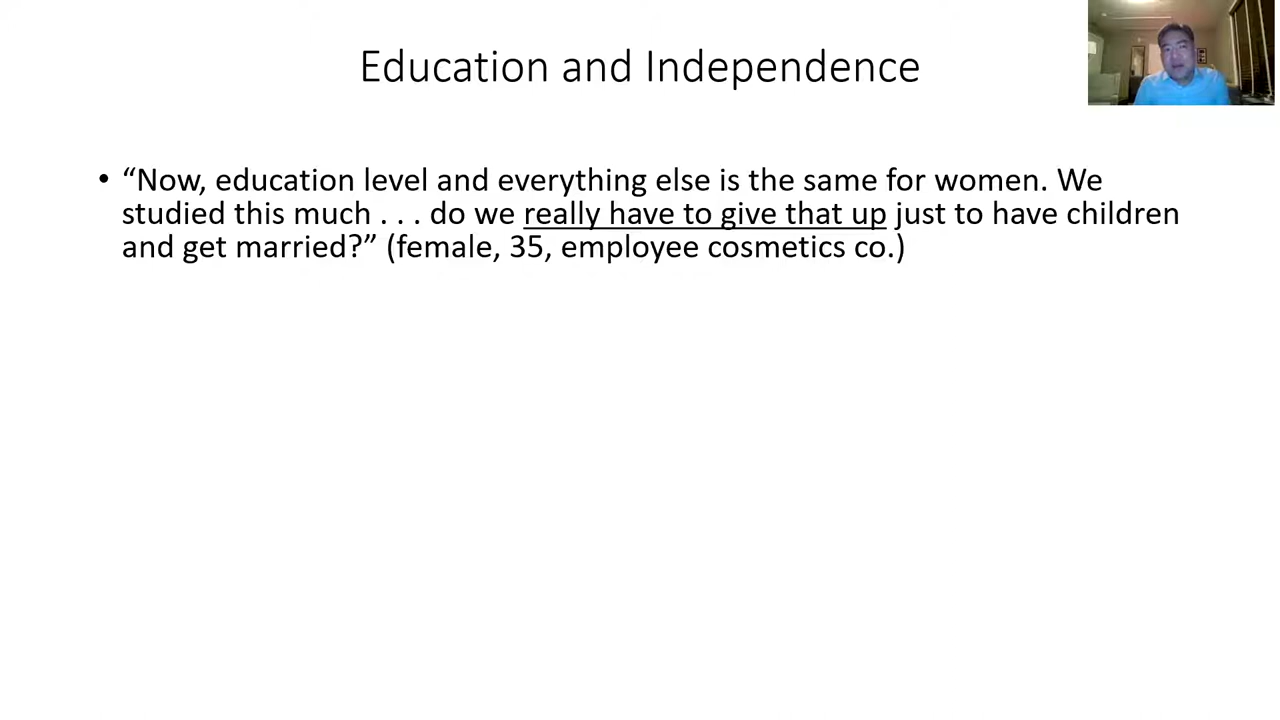 Education and Independence
• “Now, education level and everything else is the same for women. We
studied this much . . . do we really have to give that up just to have children
and get married?” (female, 35, employee cosmetics co.)